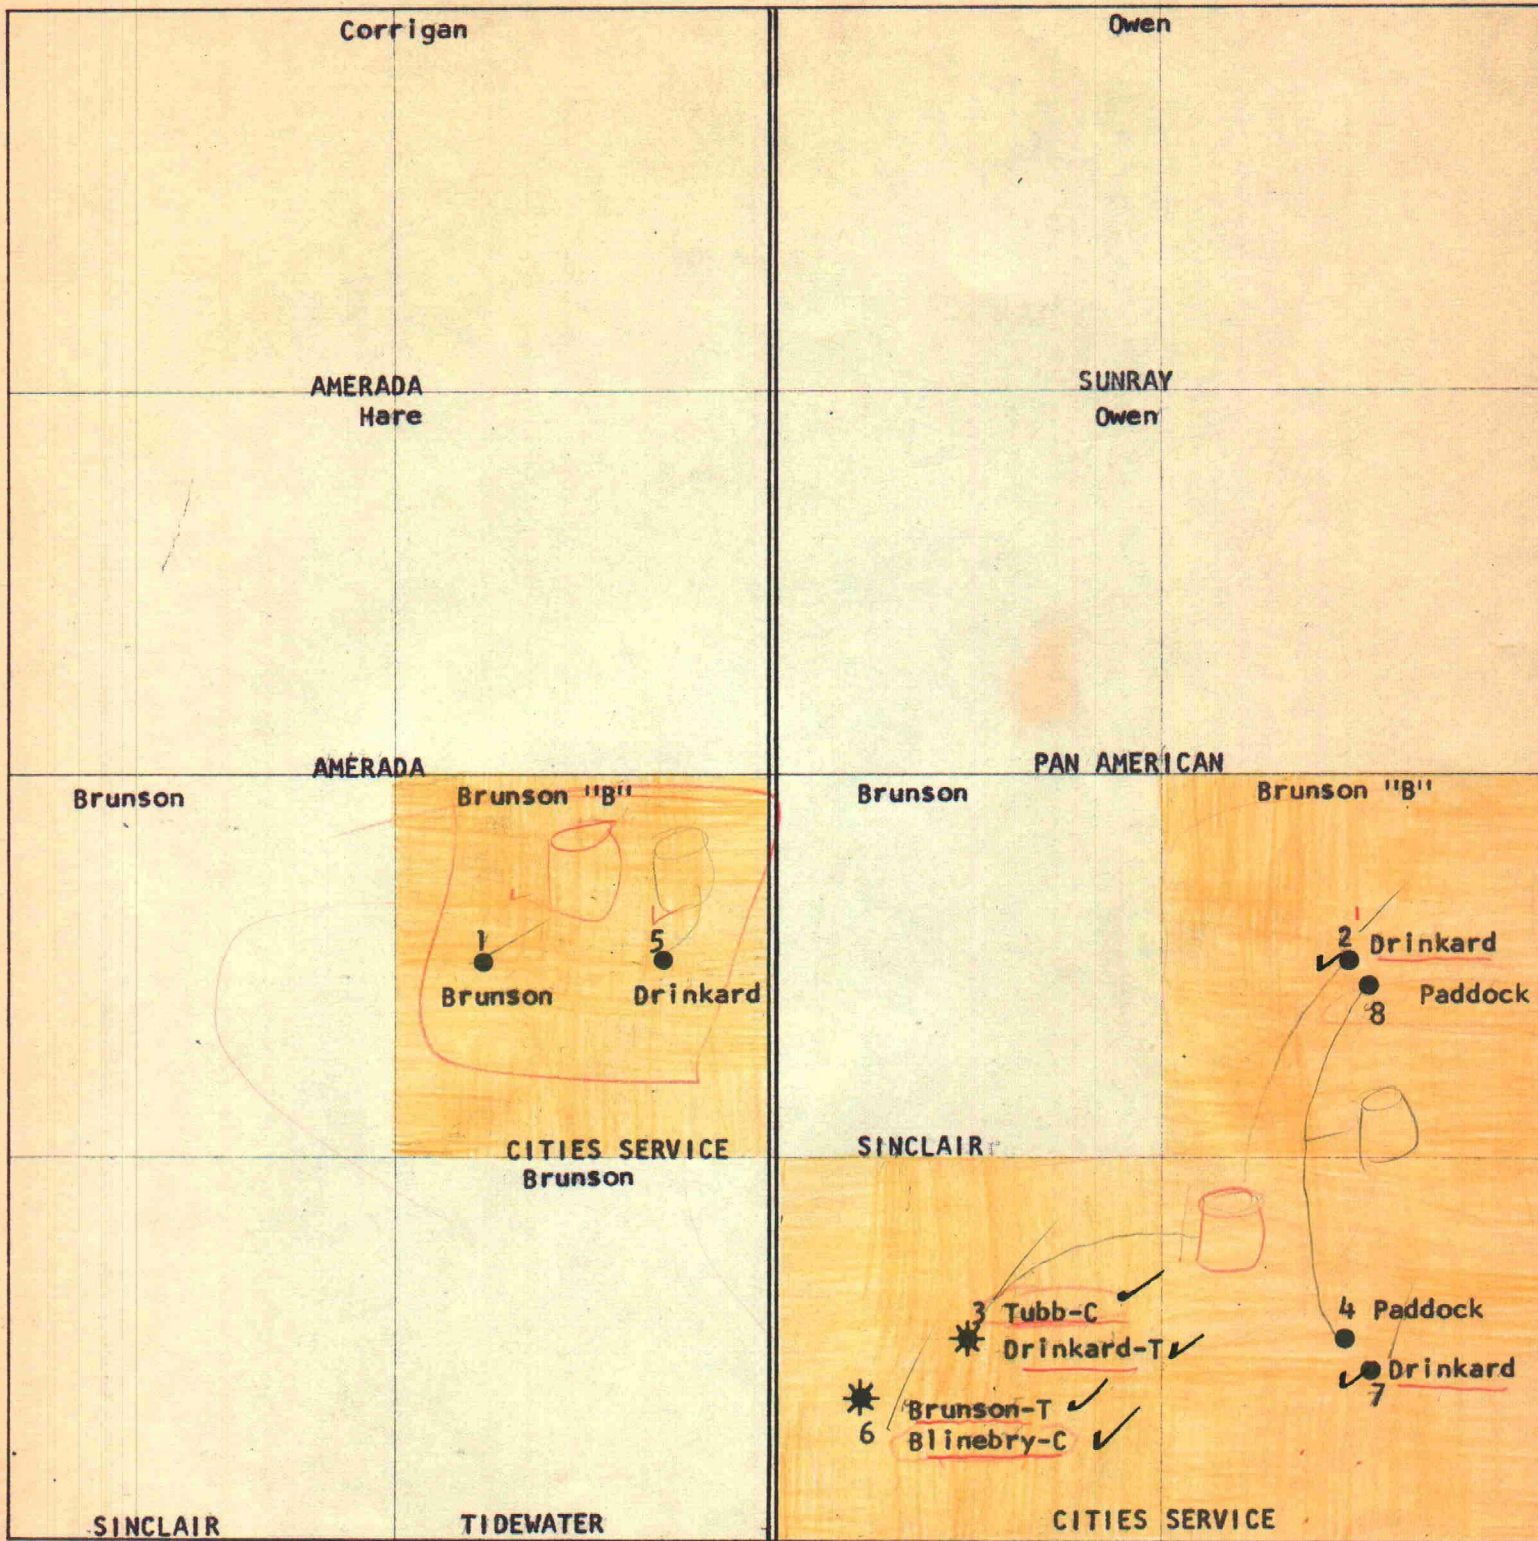 Corrigan
Owen
AMERADA
SUNRAY
Hare
Owen
AMERADA
PAN AMERICAN
Brunson
Brunson "B"
Brunson
Brunson "B"
1
5
2 Drinkard
Brunson
Drinkard
8
Paddock
CITIES SERVICE
SINCLAIR
Brunson
3 Tubb-C
4 Paddock
Drinkard-T
Drinkard
7
Brunson-T
6
Blinebry-C
SINCLAIR
TIDEWATER
CITIES SERVICE